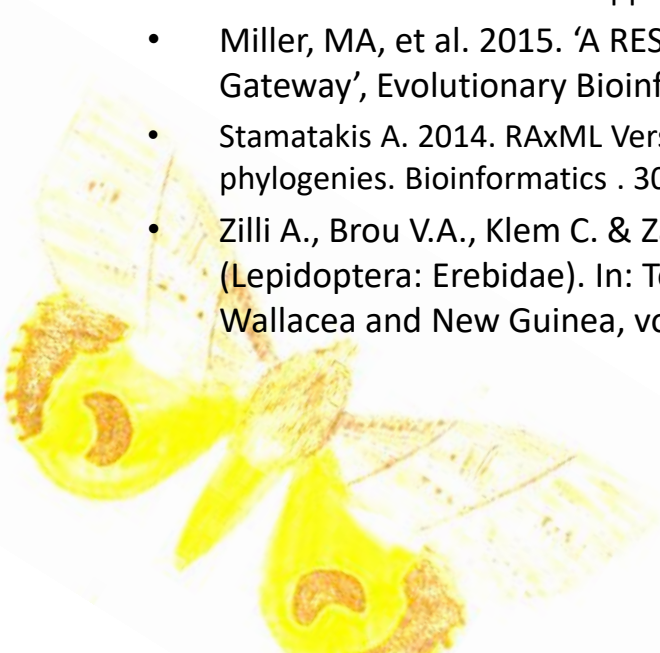 • Miller, MA, et al. 2015. ‘A RES
Gateway’, Evolutionary Bioinf
• Stamatakis A. 2014. RAxML Vers
phylogenies. Bioinformatics . 30
• Zilli A., Brou V.A., Klem C. & Z
(Lepidoptera: Erebidae). In: Te
Wallacea and New Guinea, vo